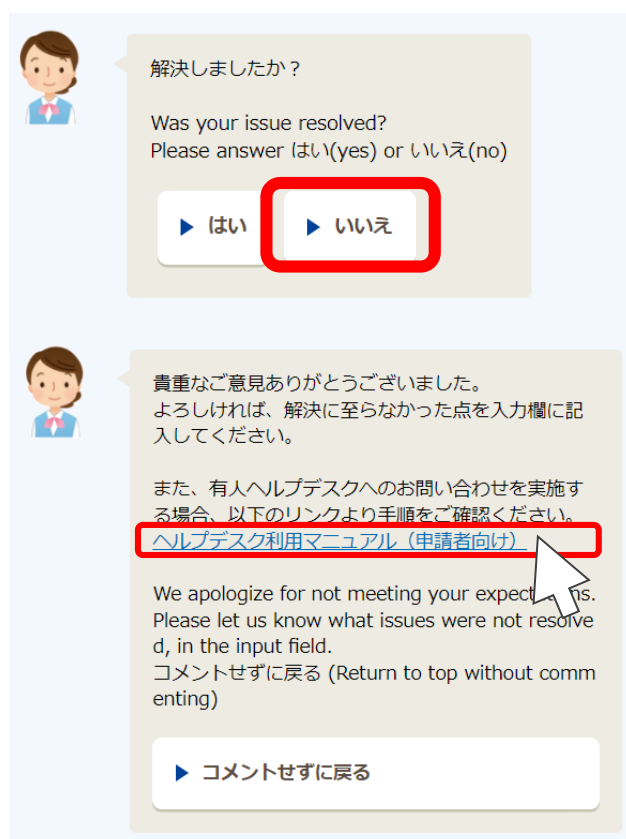 解決しましたか？
Was your issue resolved?
Please answer はい(yes) or いいえ(no)
はい
いいえ
貴重なご意見ありがとうございました。
よろしければ、解決に至らなかった点を入力欄に記
入してください。
また、有人ヘルプデスクへのお問い合わせを実施す
る場合、以下のリンクより手順をご確認ください。
ヘルプデスク利用マニュアル（申請者向け）
We apologize for not meeting your expectations.
Please let us know what issues were not resolve
d, in the input field.
コメントせずに戻る (Return to top without comm
enting)
コメントせずに戻る